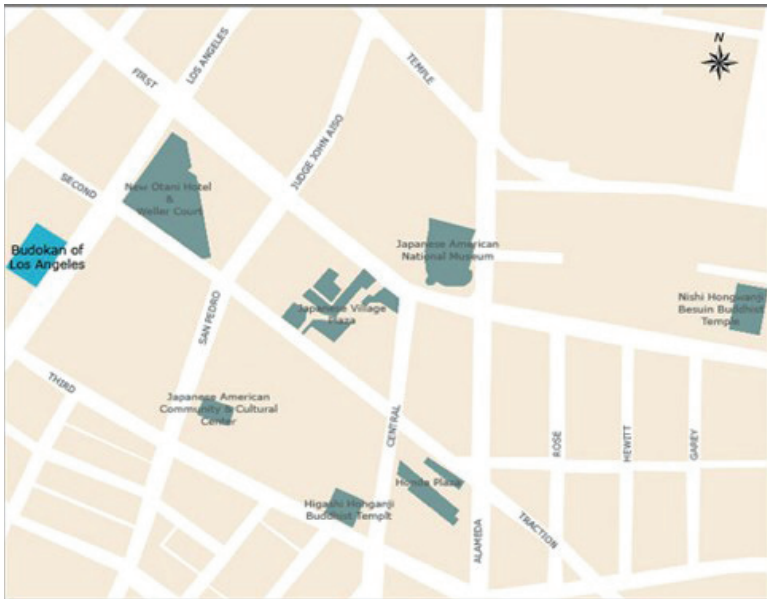 N
LOS ANGELES
TEMPLE
FIRST
JUDGE JOHN AISO
SECOND
New Otani Hotel
&
Weller Court
Budokan of
Los Angeles
Japanese American
National Museum
Nishi Hongwanji
Besuin Buddhist
Temple
SAN PEDRO
Japanese Village
Plaza
THIRD
Japanese American
Community & Cultural
Center
CENTRAL
ROSE
HEWITT
GAREY
Honda Plaza
Higashi Honganji
Buddhist Templt
ALAMEDA
TRACTION